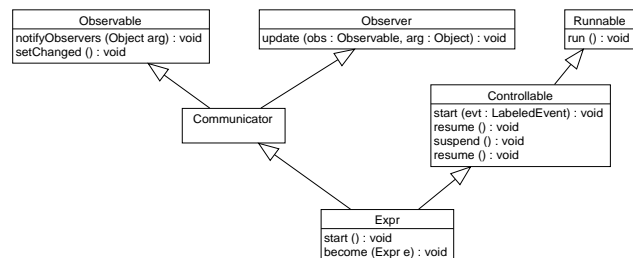 Observable
notifyObservers (Object arg) : void
setChanged () : void
Observer
update (obs : Observable, arg : Object) : void
Runnable
run () : void
Communicator
Controllable
start (evt : LabeledEvent) : void
resume () : void
suspend () : void
resume () : void
Expr
start () : void
become (Expr e) : void